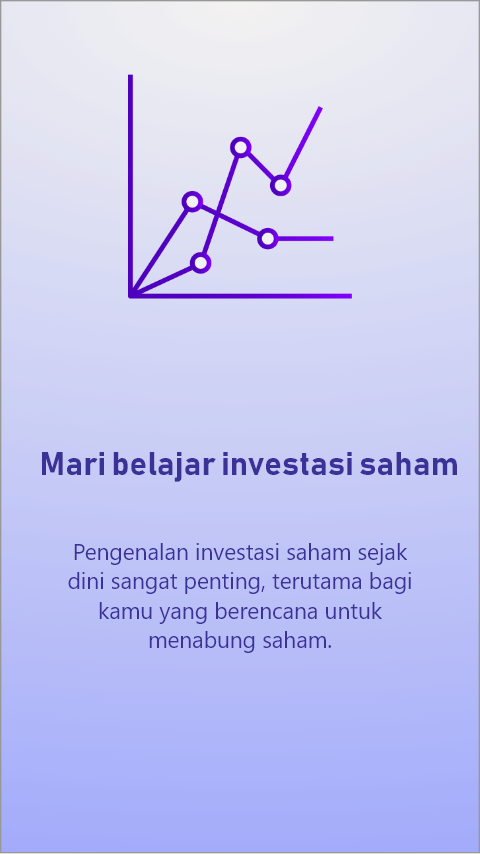 Mari belajar investasi saham
Pengenalan investasi saham sejak
dini sangat penting, terutama bagi
kamu yang berencana untuk
menabung saham.